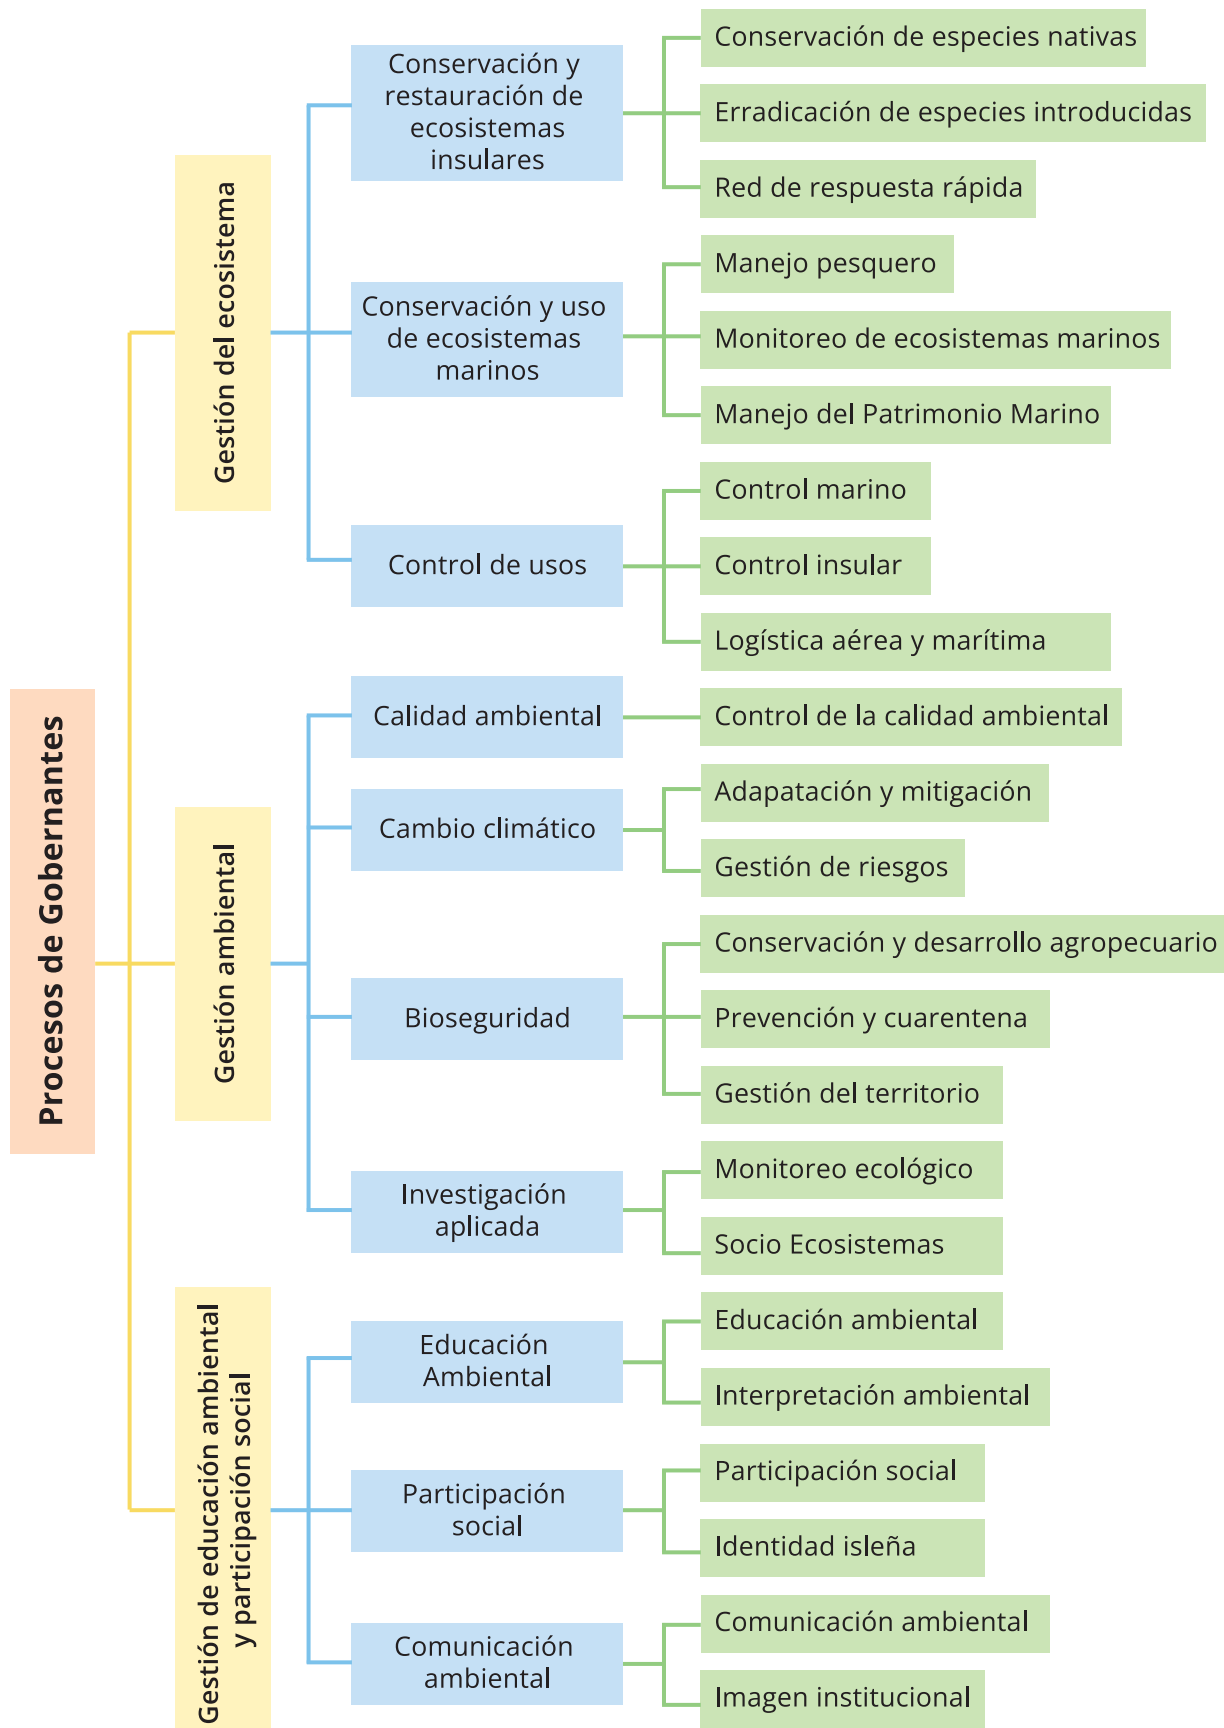 Procesos de Gobernantes
Gestión del ecosistema
Conservación y
restauración de
ecosistemas
insulares
Conservación de especies nativas
Erradicación de especies introducidas
Red de respuesta rápida
Conservación y uso
de ecosistemas
marinos
Manejo pesquero
Monitoreo de ecosistemas marinos
Manejo del Patrimonio Marino
Control de usos
Control marino
Control insular
Logística aérea y marítima
Gestión ambiental
Calidad ambiental
Control de la calidad ambiental
Cambio climático
Adapatación y mitigación
Gestión de riesgos
Bioseguridad
Conservación y desarrollo agropecuario
Prevención y cuarentena
Gestión del territorio
Investigación
aplicada
Monitoreo ecológico
Socio Ecosistemas
Gestión de educación ambiental
y participación social
Educación
Ambiental
Educación ambiental
Interpretación ambiental
Participación
social
Participación social
Identidad isleña
Comunicación
ambiental
Comunicación ambiental
Imagen institucional